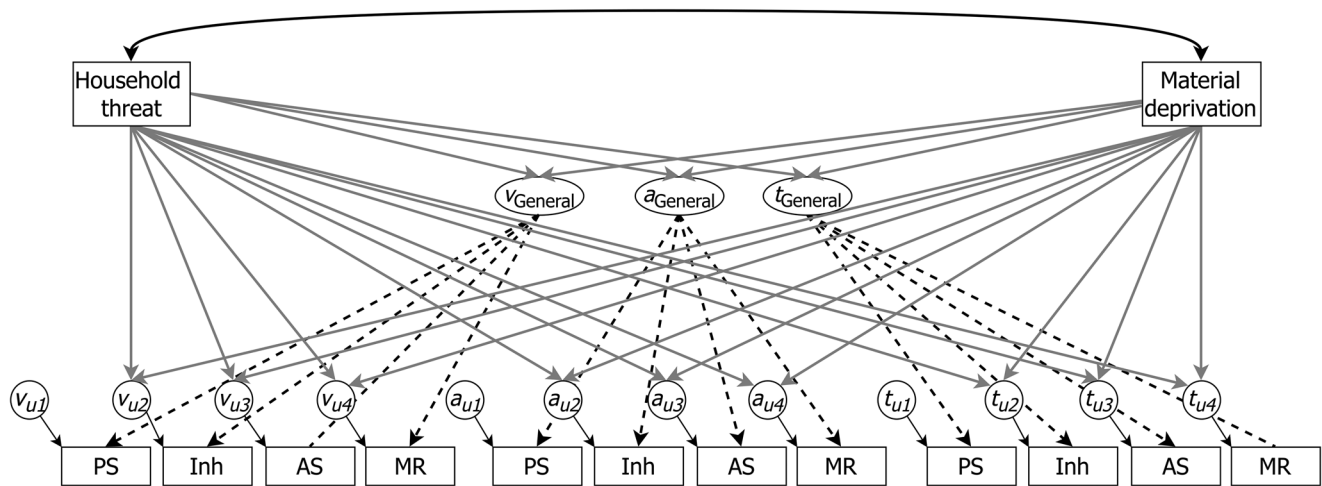 Household
threat
Material
deprivation
vGeneral
aGeneral
tGeneral
vu1
vu2
vu3
vu4
au1
au2
au3
au4
tu1
tu2
tu3
tu4
PS
Inh
AS
MR
PS
Inh
AS
MR
PS
Inh
AS
MR